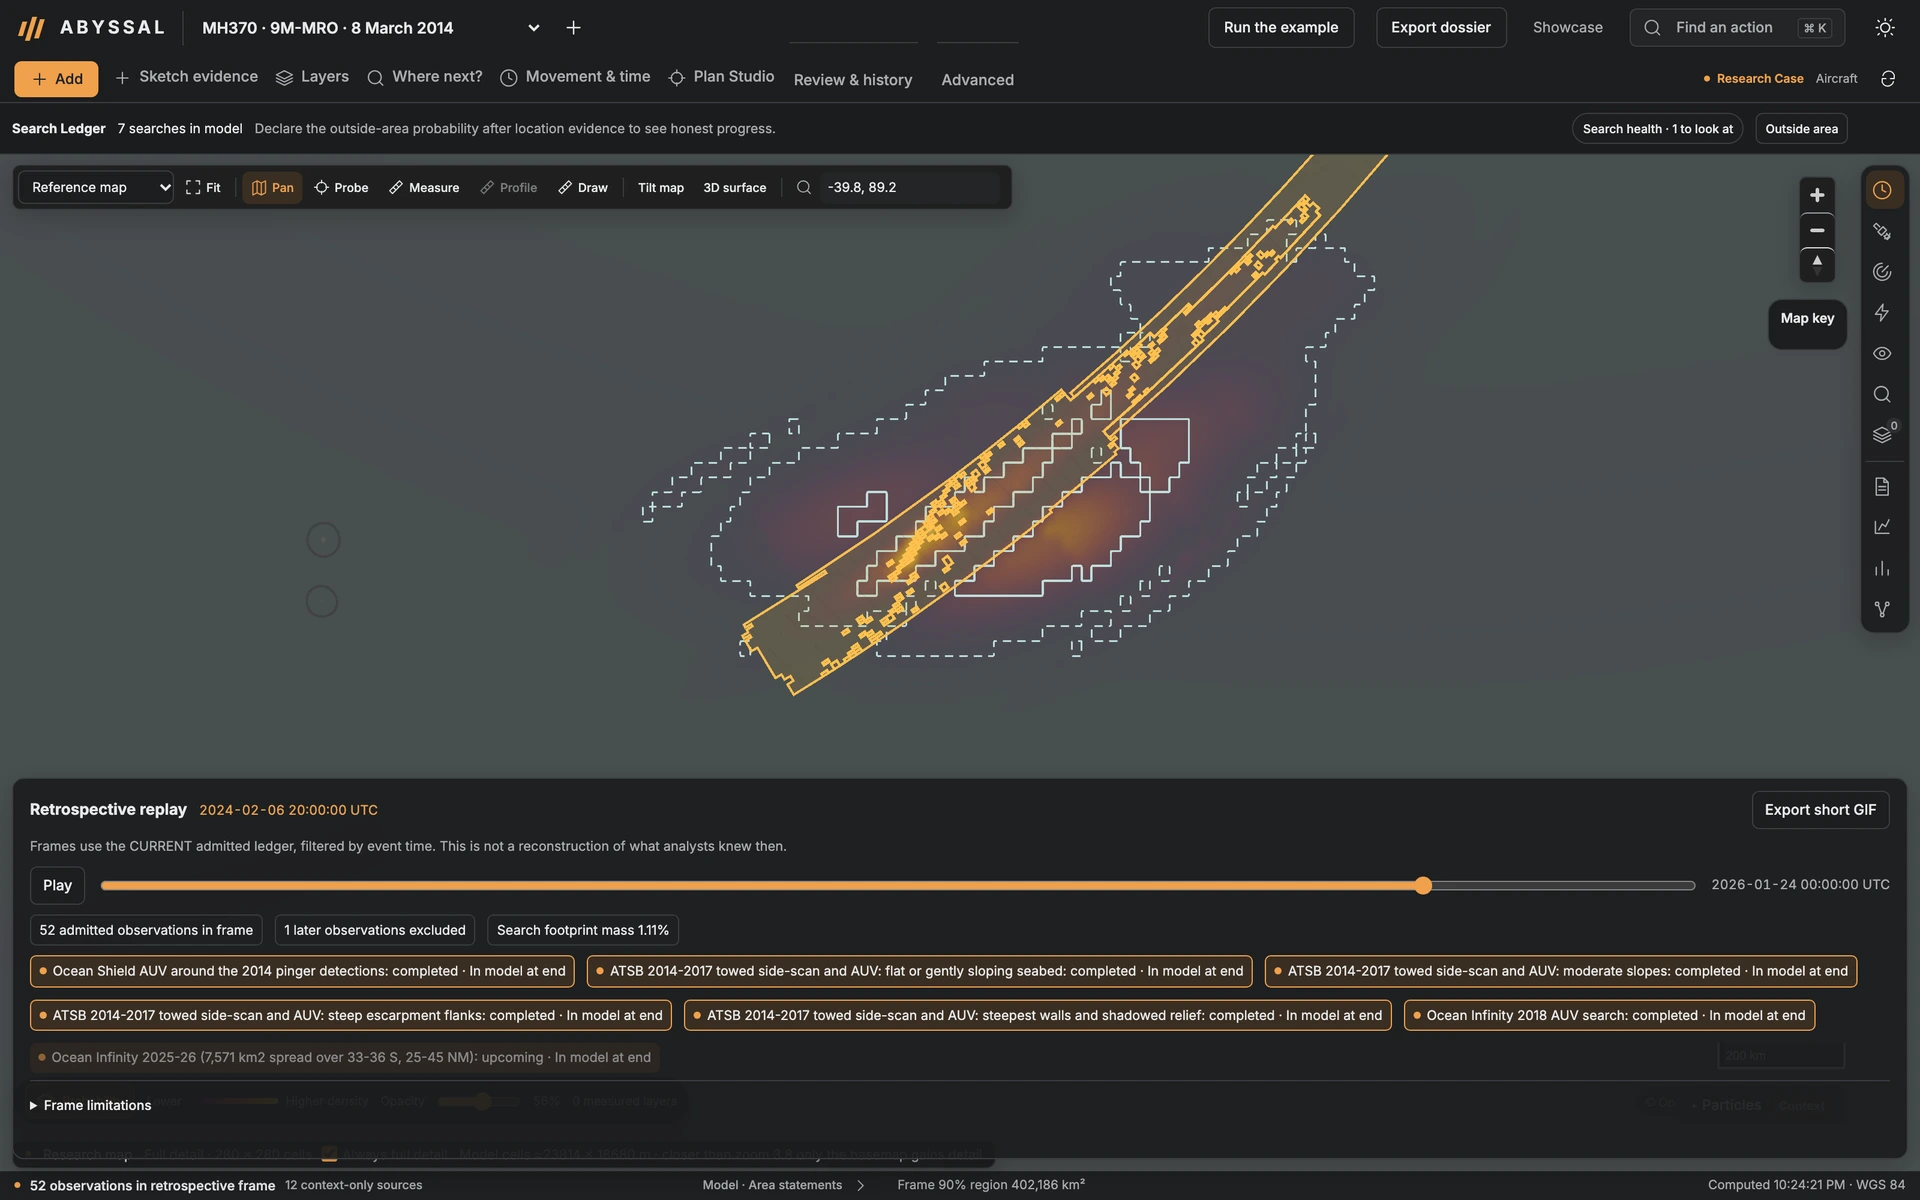 ABYSSAL
MH370 · 9M-MRO · 8 March 2014
Run the example
Export dossier
Showcase
Find an action
⌘ K
Add
Sketch evidence
Layers
Where next?
Movement & time
Plan Studio
Review & history
Advanced
Research Case
Aircraft
Search Ledger
7 searches in model
Declare the outside-area probability after location evidence to see honest progress.
Search health · 1 to look at
Outside area
Reference map
Fit
Pan
Probe
Measure
Profile
Draw
Tilt map
3D surface
-39.8, 89.2
Map key
0
Retrospective replay
2024-02-06 20:00:00 UTC
Export short GIF
Frames use the CURRENT admitted ledger, filtered by event time. This is not a reconstruction of what analysts knew then.
Play
2026-01-24 00:00:00 UTC
52 admitted observations in frame
1 later observations excluded
Search footprint mass 1.11%
Ocean Shield AUV around the 2014 pinger detections: completed · In model at end
ATSB 2014-2017 towed side-scan and AUV: flat or gently sloping seabed: completed · In model at end
ATSB 2014-2017 towed side-scan and AUV: moderate slopes: completed · In model at end
ATSB 2014-2017 towed side-scan and AUV: steep escarpment flanks: completed · In model at end
ATSB 2014-2017 towed side-scan and AUV: steepest walls and shadowed relief: completed · In model at end
Ocean Infinity 2018 AUV search: completed · In model at end
Ocean Infinity 2025-26 (7,571 km2 spread over 33-36 S, 25-45 NM): upcoming · In model at end
200 km
Frame limitations
Higher density
Opacity
0 measured layers
Particles
Context
Research map
52 observations in retrospective frame
12 context-only sources
Model · Area statements
Frame 90% region 402,186 km²
Computed 10:24:21 PM · WGS 84